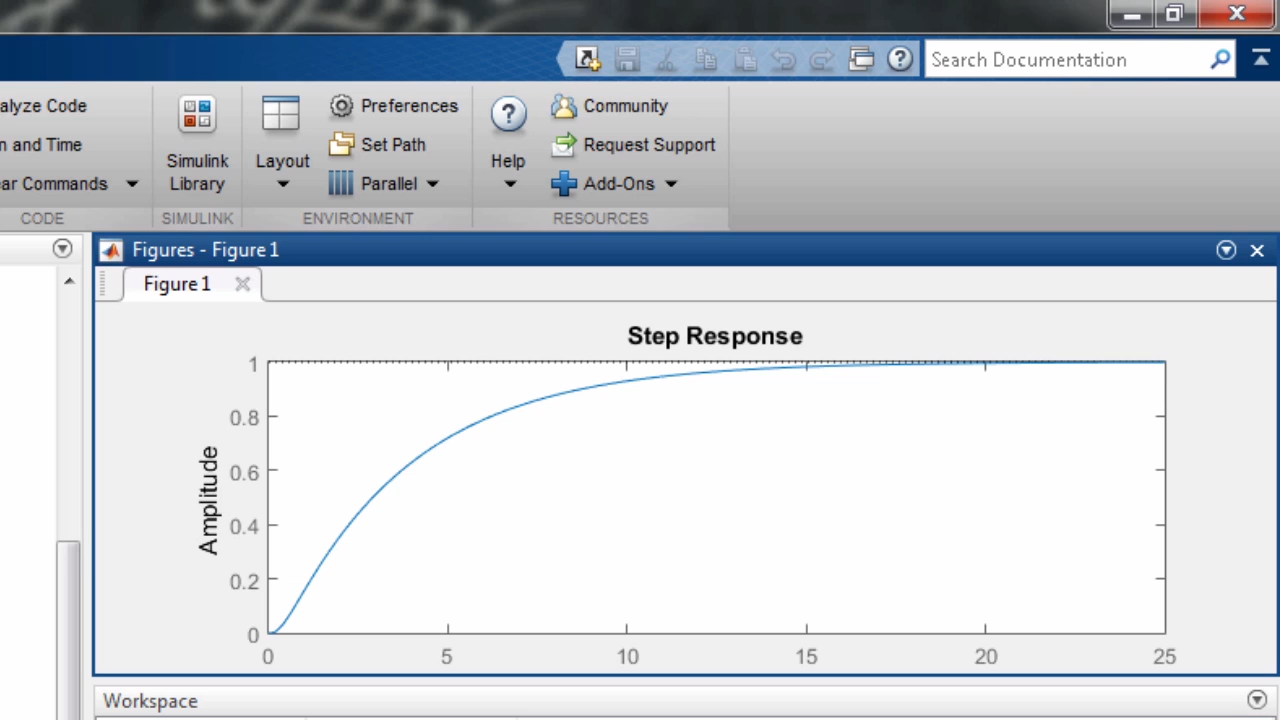 Search Documentation
alyze Code
Preferences
Community
n and Time
Set Path
Request Support
Simulink Library
Layout
Help
ar Commands
Parallel
Add-Ons
CODE
SIMULINK
ENVIRONMENT
RESOURCES
Figures - Figure 1
Figure 1
Step Response
Amplitude
1
0.8
0.6
0.4
0.2
0
0 5 10 15 20 25
Workspace